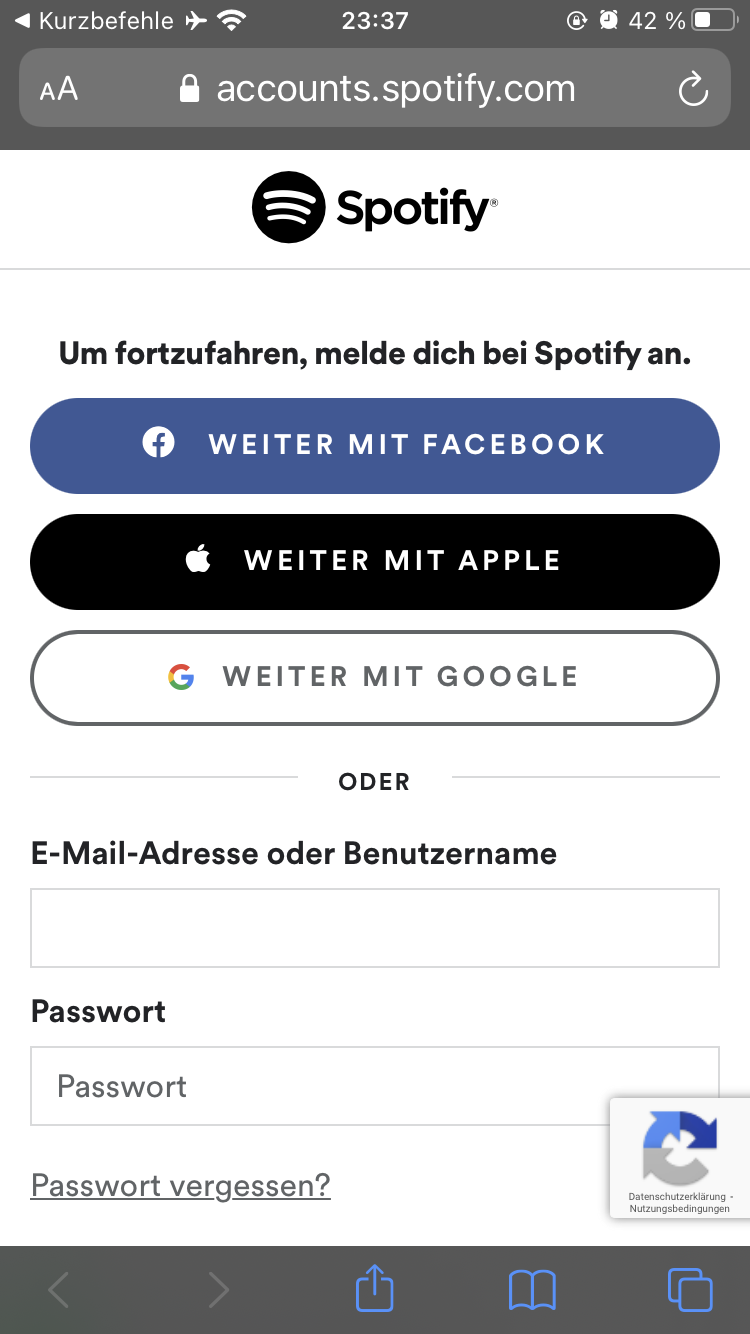 Kurzbefehle 23:37 42 %
AA accounts.spotify.com
Spotify®
Um fortzufahren, melde dich bei Spotify an.
WEITER MIT FACEBOOK
WEITER MIT APPLE
WEITER MIT GOOGLE
ODER
E-Mail-Adresse oder Benutzername
Passwort
Passwort
Passwort vergessen?
Datenschutzerklärung -
Nutzungsbedingungen